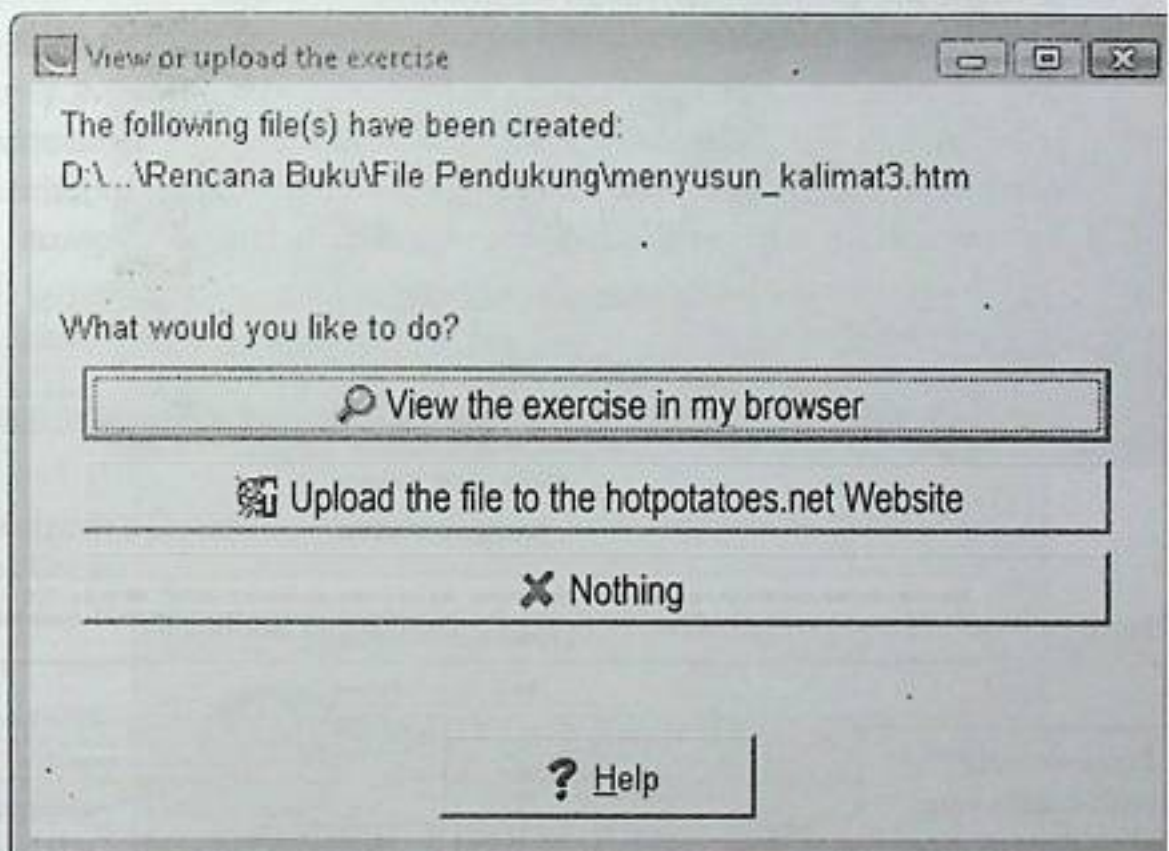 View or upload the exercise
The following file(s) have been created:
D:\...\Rencana Buku\File Pendukung\menyusun_kalimat3.htm
What would you like to do?
View the exercise in my browser
Upload the file to the hotpotatoes.net Website
Nothing
? Help